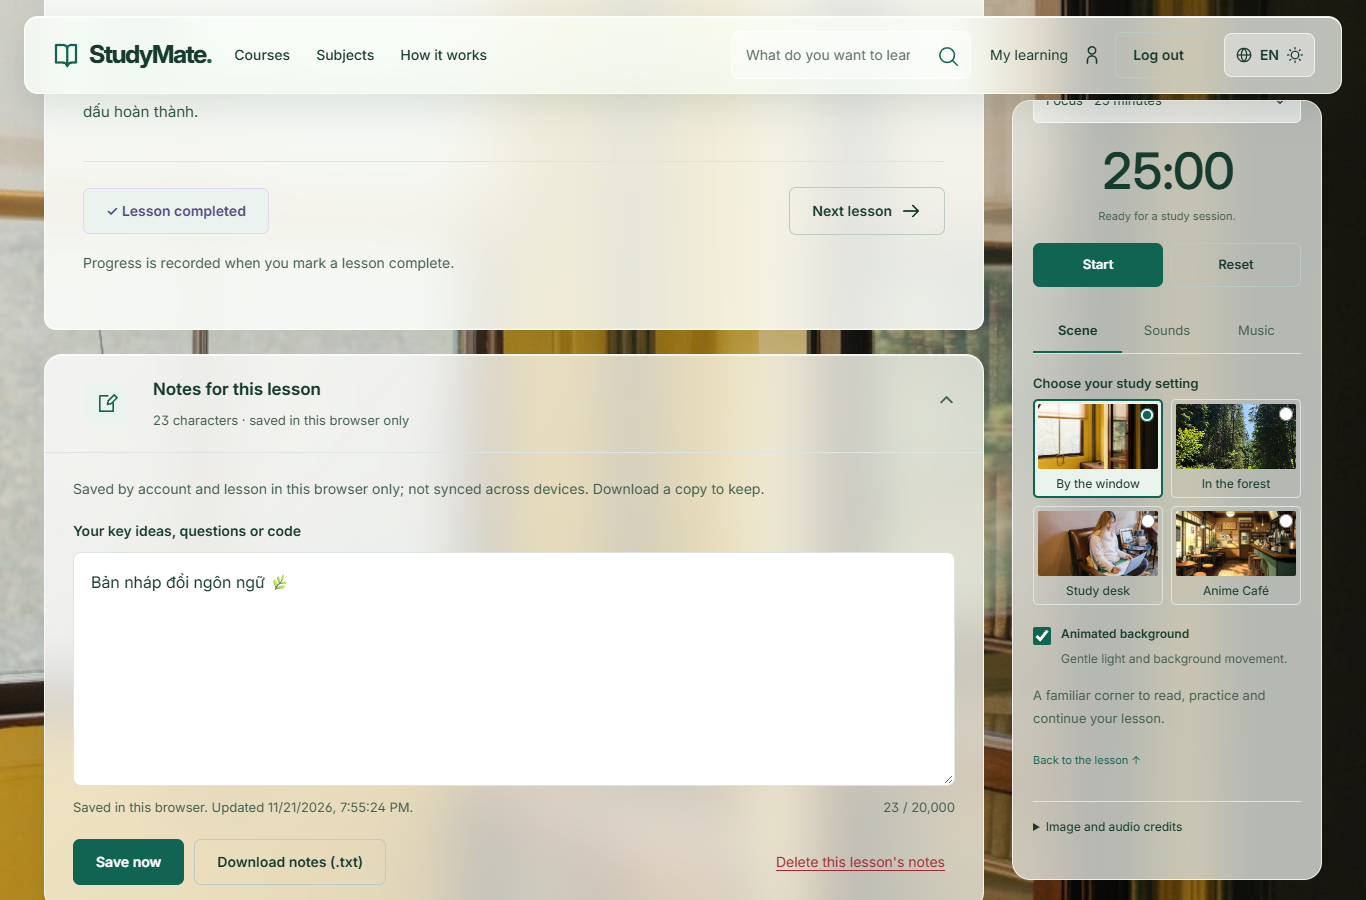 StudyMate.
Courses
Subjects
How it works
What do you want to lear
My learning
Log out
EN
dấu hoàn thành.
✓ Lesson completed
Next lesson →
Progress is recorded when you mark a lesson complete.
Notes for this lesson
23 characters · saved in this browser only
Saved by account and lesson in this browser only; not synced across devices. Download a copy to keep.
Your key ideas, questions or code
Bản nháp đổi ngôn ngữ 🌿
Saved in this browser. Updated 11/21/2026, 7:55:24 PM.
23 / 20,000
Save now
Download notes (.txt)
Delete this lesson's notes
Focus · 25 minutes
25:00
Ready for a study session.
Start
Reset
Scene
Sounds
Music
Choose your study setting
By the window
In the forest
Study desk
Anime Café
Animated background
Gentle light and background movement.
A familiar corner to read, practice and
continue your lesson.
Back to the lesson ↑
Image and audio credits